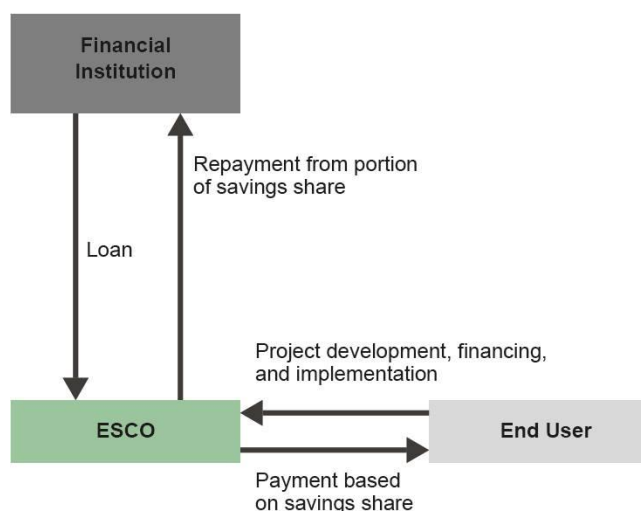 Financial
Institution
Repayment from portion
of savings share
Loan
Project development, financing,
and implementation
ESCO
End User
Payment based
on savings share